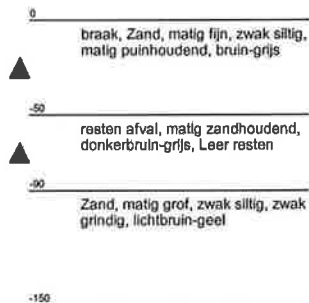 0
braak, Zand, matig fijn, zwak siltig,
matig puinhoudend, bruin-grijs
-50
resten afval, matig zandhoudend,
donkerbruin-grijs, Leer resten
-90
Zand, matig grof, zwak siltig, zwak
grindig, lichtbruin-geel
-150